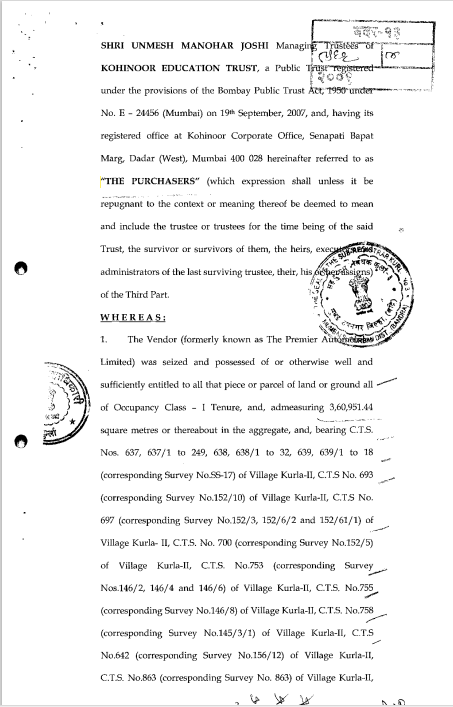 SHRI UNMESH MANOHAR JOSHI Managing Trustees of
KOHINOOR EDUCATION TRUST, a Public Trust registered
under the provisions of the Bombay Public Trust Act, 1950 under
No. E – 24456 (Mumbai) on 19th September, 2007, and, having its
registered office at Kohinoor Corporate Office, Senapati Bapat
Marg, Dadar (West), Mumbai 400 028 hereinafter referred to as
"THE PURCHASERS" (which expression shall unless it be
repugnant to the context or meaning thereof be deemed to mean
and include the trustee or trustees for the time being of the said
Trust, the survivor or survivors of them, the heirs,
administrators of the last surviving trustee, their, his assigns)
of the Third Part.
WHEREAS:
1. The Vendor (formerly known as The Premier Automobiles
Limited) was seized and possessed of or otherwise well and
sufficiently entitled to all that piece or parcel of land or ground all
of Occupancy Class – I Tenure, and, admeasuring 3,60,951.44
square metres or thereabout in the aggregate, and, bearing C.T.S.
Nos. 637, 637/1 to 249, 638, 638/1 to 32, 639, 639/1 to 18
(corresponding Survey No.SS-17) of Village Kurla-II, C.T.S No. 693
(corresponding Survey No.152/10) of Village Kurla-II, C.T.S No.
697 (corresponding Survey No.152/3, 152/6/2 and 152/61/1) of
Village Kurla- II, C.T.S. No. 700 (corresponding Survey No.152/5)
of Village Kurla-II, C.T.S. No.753 (corresponding Survey
Nos.146/2, 146/4 and 146/6) of Village Kurla-II, C.T.S. No.755
(corresponding Survey No.146/8) of Village Kurla-II, C.T.S. No.758
(corresponding Survey No.145/3/1) of Village Kurla-II, C.T.S
No.642 (corresponding Survey No.156/12) of Village Kurla-II,
C.T.S. No.863 (corresponding Survey No. 863) of Village Kurla-II,